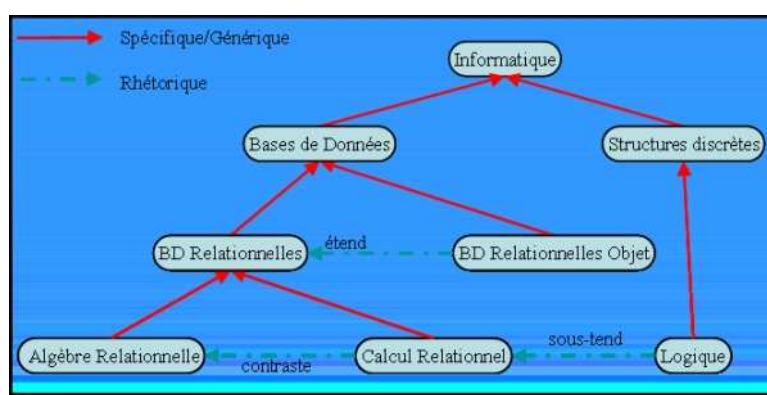 Spécifique/Générique
Rhétorique
Informatique
Bases de Données
Structures discrètes
BD Relationnelles
étend
BD Relationnelles Objet
Algèbre Relationnelle
contraste
Calcul Relationnel
sous-tend
Logique